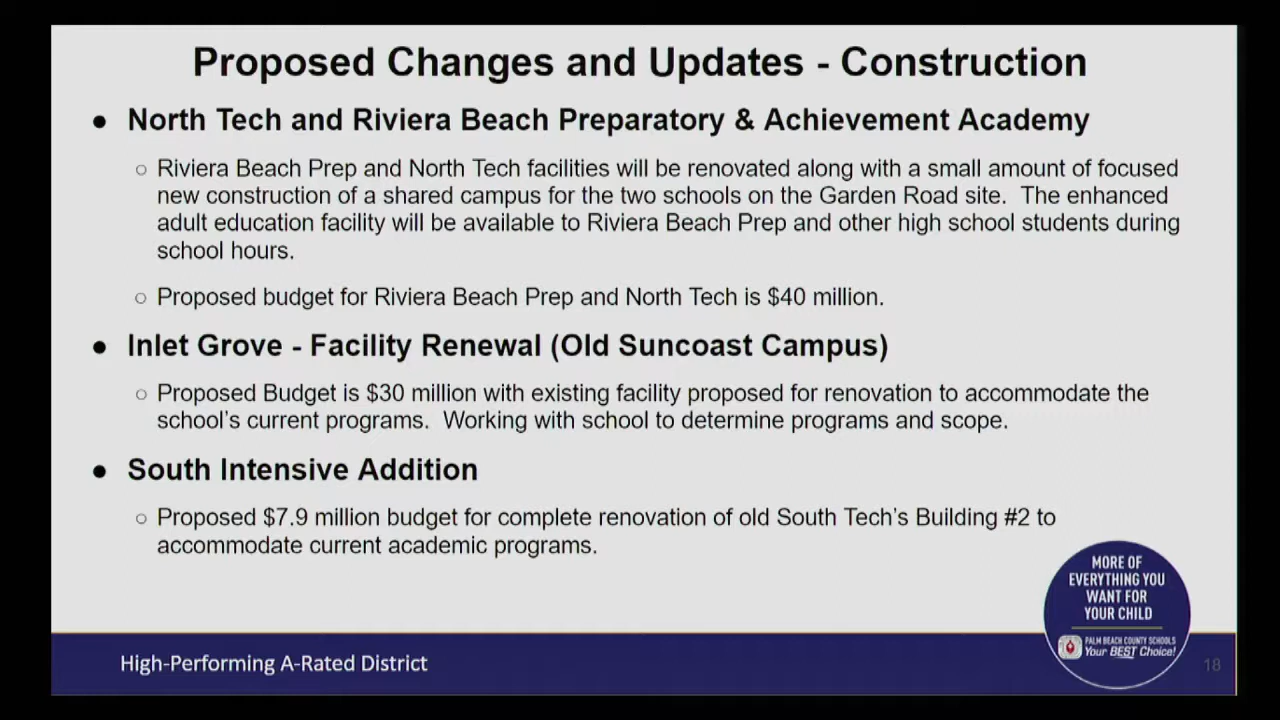 Proposed Changes and Updates - Construction
● North Tech and Riviera Beach Preparatory & Achievement Academy
○ Riviera Beach Prep and North Tech facilities will be renovated along with a small amount of focused
new construction of a shared campus for the two schools on the Garden Road site. The enhanced
adult education facility will be available to Riviera Beach Prep and other high school students during
school hours.
○ Proposed budget for Riviera Beach Prep and North Tech is $40 million.
● Inlet Grove - Facility Renewal (Old Suncoast Campus)
○ Proposed Budget is $30 million with existing facility proposed for renovation to accommodate the
school's current programs. Working with school to determine programs and scope.
● South Intensive Addition
○ Proposed $7.9 million budget for complete renovation of old South Tech's Building #2 to
accommodate current academic programs.
MORE OF
EVERYTHING YOU
WANT FOR
YOUR CHILD
PALM BEACH COUNTY SCHOOLS
Your BEST Choice!
High-Performing A-Rated District
18